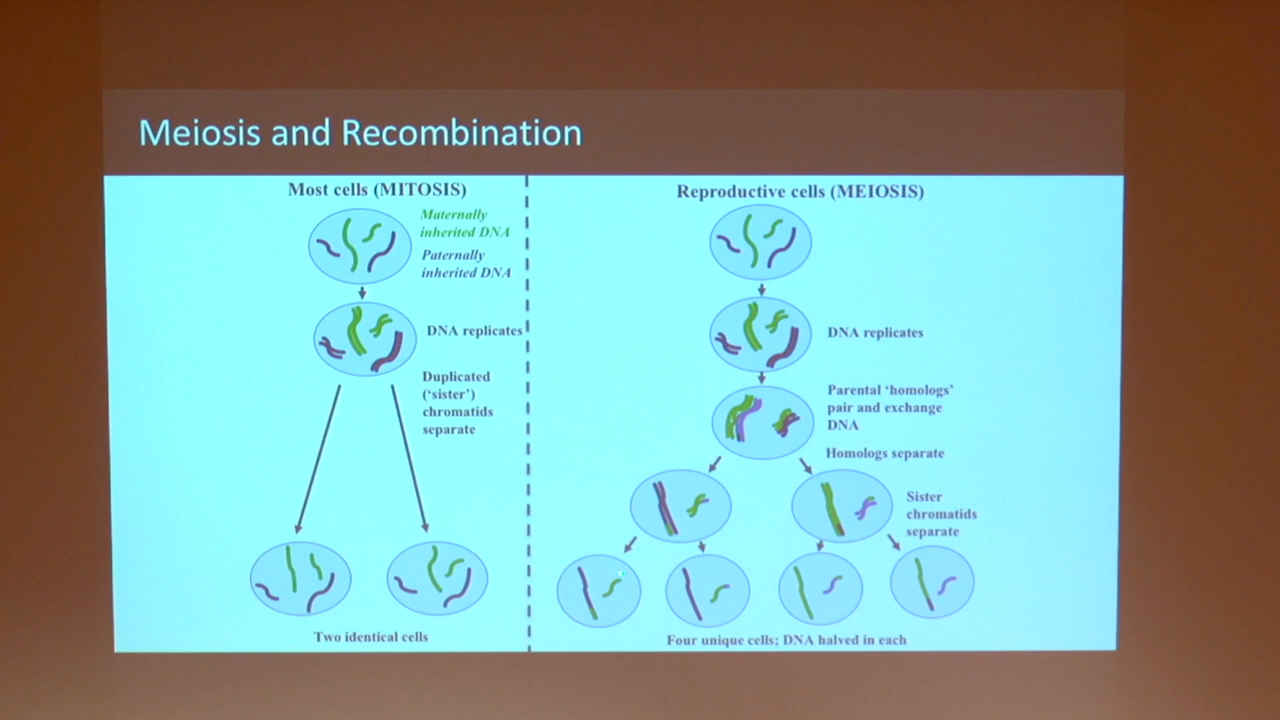 Meiosis and Recombination
Most cells (MITOSIS)
Maternally
inherited DNA
Paternally
inherited DNA
DNA replicates
Duplicated
(‘sister’)
chromatids
separate
Two identical cells
Reproductive cells (MEIOSIS)
DNA replicates
Parental ‘homologs’
pair and exchange
DNA
Homologs separate
Sister
chromatids
separate
Four unique cells; DNA halved in each